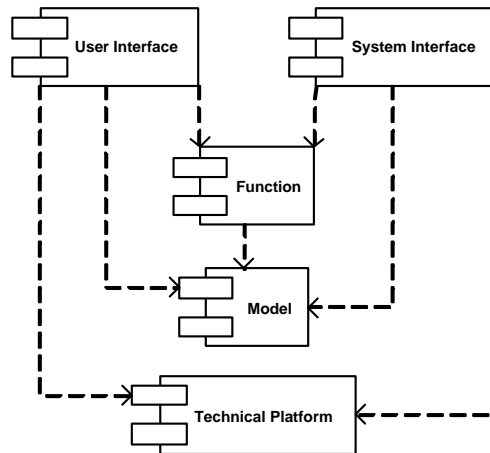 User Interface
System Interface
Function
Model
Technical Platform